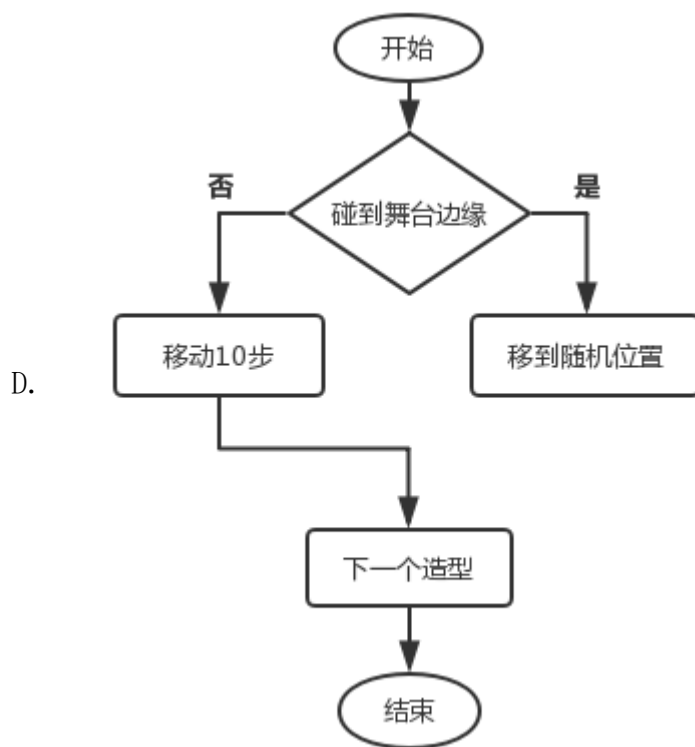 开始
否
是
碰到舞台边缘
移动10步
移到随机位置
D.
下一个造型
结束